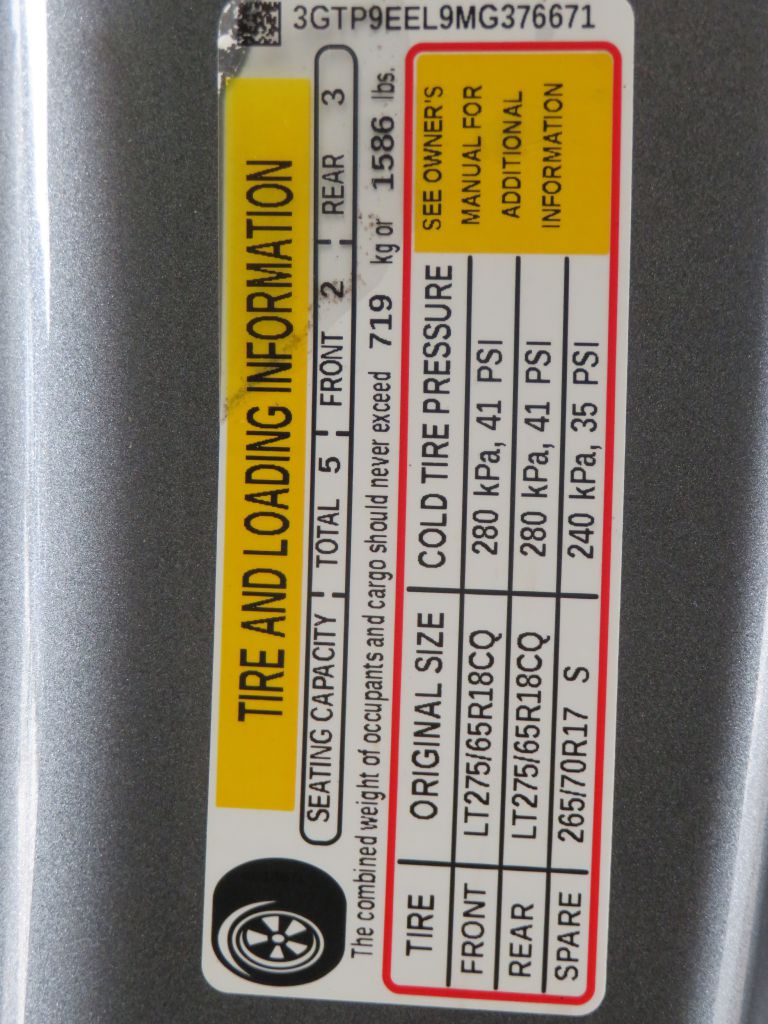 3GTP9EEL9MG376671
TIRE AND LOADING INFORMATION
SEATING CAPACITY TOTAL 5 FRONT 2 REAR 3
The combined weight of occupants and cargo should never exceed 719 kg or 1586 lbs.
TIRE ORIGINAL SIZE COLD TIRE PRESSURE
FRONT LT275/65R18CQ 280 kPa, 41 PSI
REAR LT275/65R18CQ 280 kPa, 41 PSI
SPARE 265/70R17 S 240 kPa, 35 PSI
SEE OWNER'S
MANUAL FOR
ADDITIONAL
INFORMATION